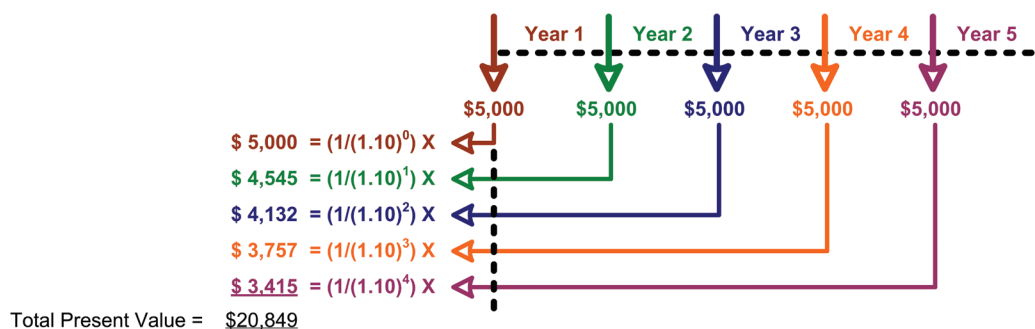 Year 1 Year 2 Year 3 Year 4 Year 5
$5,000 $5,000 $5,000 $5,000 $5,000
$ 5,000 = (1/(1.10)⁰) X
$ 4,545 = (1/(1.10)¹) X
$ 4,132 = (1/(1.10)²) X
$ 3,757 = (1/(1.10)³) X
$ 3,415 = (1/(1.10)⁴) X
Total Present Value = $20,849